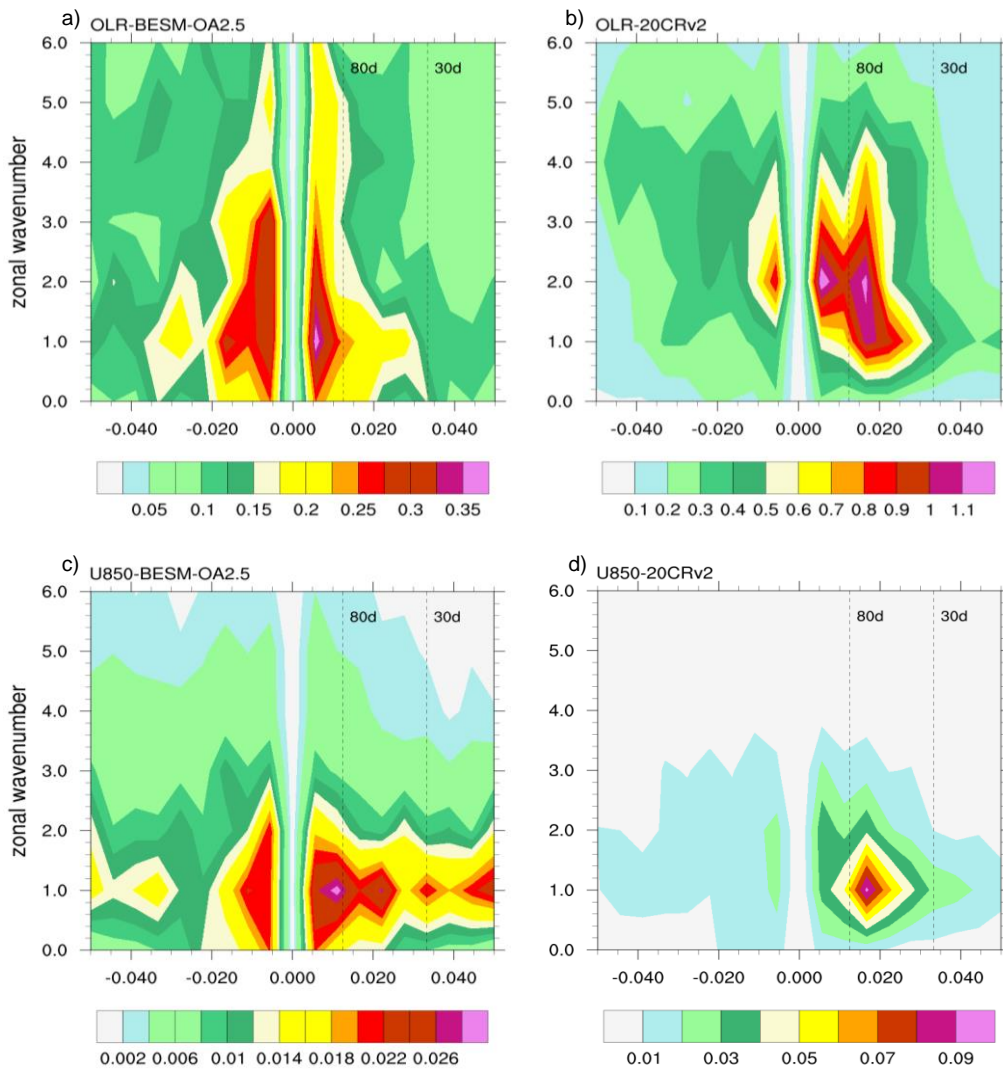 a)
OLR-BESM-OA2.5
b)
OLR-20CRv2
zonal wavenumber
6.0
5.0
4.0
3.0
2.0
1.0
0.0
80d
30d
-0.040
-0.020
0.000
0.020
0.040
0.05 0.1 0.15 0.2 0.25 0.3 0.35
6.0
5.0
4.0
3.0
2.0
1.0
0.0
80d
30d
-0.040
-0.020
0.000
0.020
0.040
0.1 0.2 0.3 0.4 0.5 0.6 0.7 0.8 0.9 1 1.1
c)
U850-BESM-OA2.5
d)
U850-20CRv2
zonal wavenumber
6.0
5.0
4.0
3.0
2.0
1.0
0.0
80d
30d
-0.040
-0.020
0.000
0.020
0.040
0.002 0.006 0.01 0.014 0.018 0.022 0.026
6.0
5.0
4.0
3.0
2.0
1.0
0.0
80d
30d
-0.040
-0.020
0.000
0.020
0.040
0.01 0.03 0.05 0.07 0.09